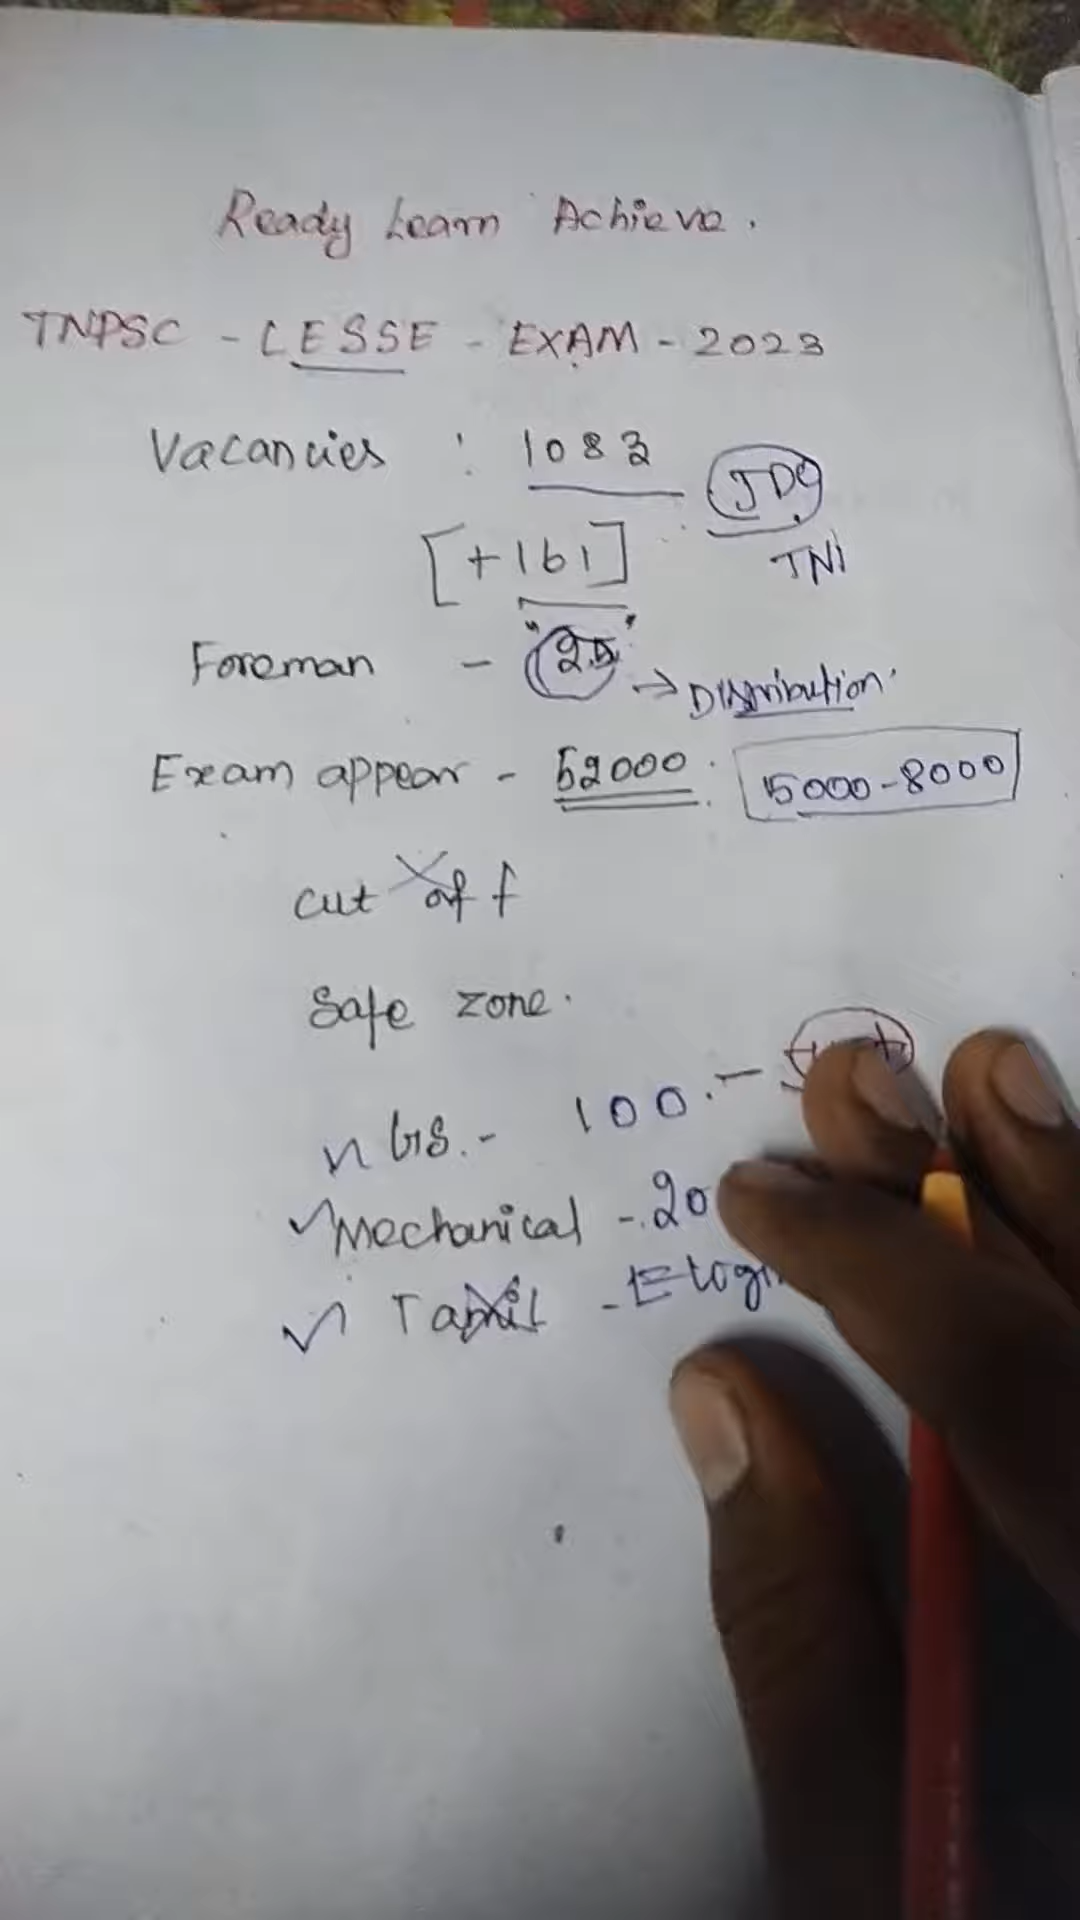 Ready Learn Achieve.
TNPSC - CESSE - EXAM - 2023
Vacancies : 1083 JDO
[+161] TNI
Foreman - "25" → Distribution.
Exam appear - 52000. 5000-8000
cut off
Safe zone.
GS. - 100. -
Mechanical - 20
Tamil - Elogi